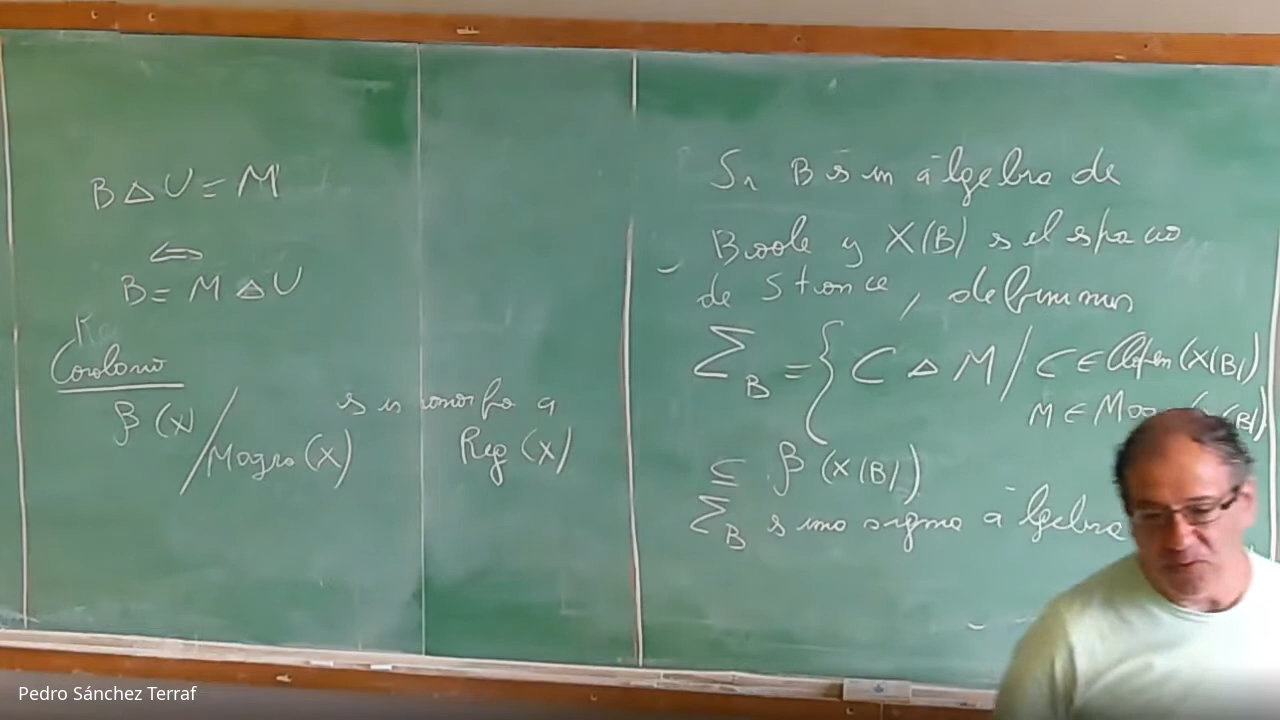 B △ U = M
⇐
B = M △ U
Corolario
β(X) / Magro(X) es isomorfo a Reg(X)
Si B es un álgebra de
Boole y X(B) es el espacio
de Stone, definimos
Σ_B = { C △ M / C ∈ Clopen(X(B))
M ∈ Mag (B))
⊆ β(X(B))
Σ_B es una sigma álgebra
Pedro Sánchez Terraf